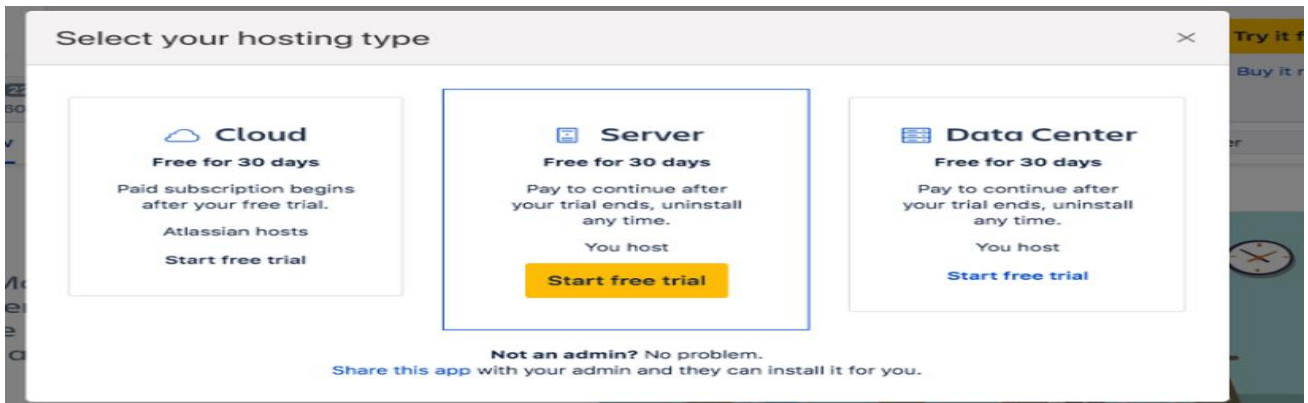 Select your hosting type
Try it f
Buy it r
Cloud
Free for 30 days
Paid subscription begins
after your free trial.
Atlassian hosts
Start free trial
Server
Free for 30 days
Pay to continue after
your trial ends, uninstall
any time.
You host
Start free trial
Data Center
Free for 30 days
Pay to continue after
your trial ends, uninstall
any time.
You host
Start free trial
Not an admin? No problem.
Share this app with your admin and they can install it for you.